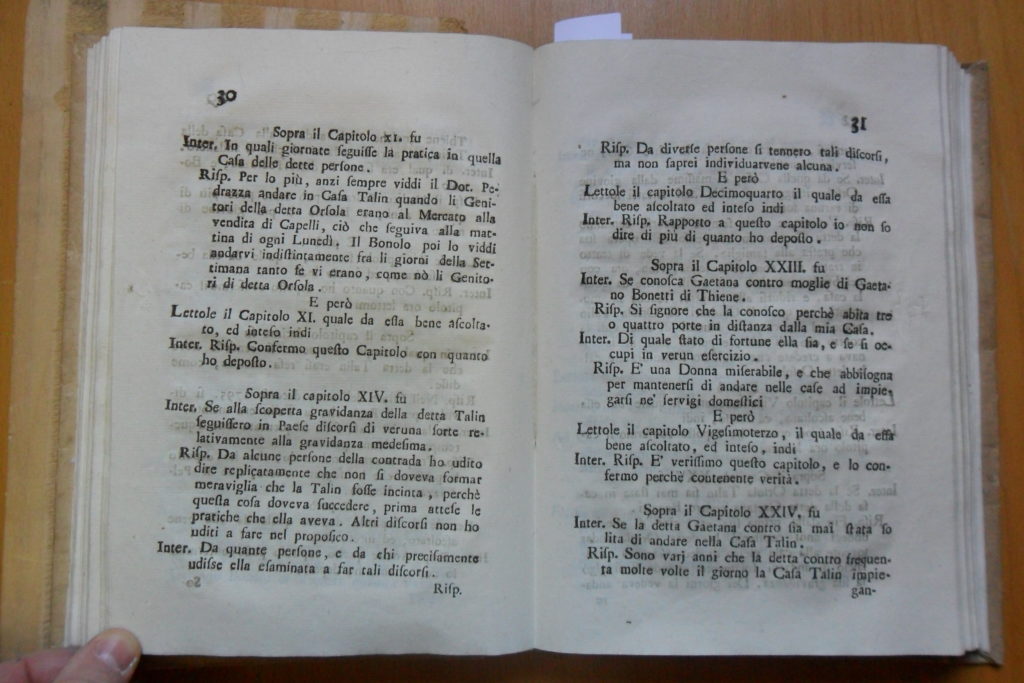 30
Sopra il Capitolo XI. fu
Inter. In quali giornate ſeguiſſe la pratica in quella
Caſa delle dette perſone.
Riſp. Per lo più, anzi ſempre viddi il Dot. Pe-
drazza andare in Caſa Talin quando li Geni-
tori della detta Orſola erano al Mercato alla
vendita di Capelli, ciò che ſeguiva alla mat-
tina di ogni Lunedì. Il Bonolo poi lo viddi
andarvi indiſtintamente fra li giorni della Set-
timana tanto ſe vi erano, come nò li Genito-
ri di detta Orſola.
E però
Lettole il Capitolo XI. quale da eſſa bene aſcolta-
to, ed inteſo indi
Inter. Riſp. Confermo queſto Capitolo con quanto
ho depoſto.
Sopra il capitolo XIV. fu
Inter. Se alla ſcoperta gravidanza della detta Talin
ſeguiſſero in Paeſe diſcorſi di veruna ſorte re-
lativamente alla gravidanza medeſima.
Riſp. Da alcune perſone della contrada ho udito
dire replicatamente che non ſi doveva formar
meraviglia che la Talin foſſe incinta, perchè
queſta coſa doveva ſuccedere, prima atteſe le
pratiche che ella aveva. Altri diſcorſi non ho
uditi a fare nel propoſico.
Inter. Da quante perſone, e da chi preciſamente
udiſſe ella eſaminata a far tali diſcorſi.
Riſp.
31
Riſp. Da diverſe perſone ſi tennero tali diſcorſi,
ma non ſaprei individuarvene alcuna.
E però
Lettole il capitolo Decimoquarto il quale da eſſa
bene aſcoltato ed inteſo indi
Inter. Riſp. Rapporto a queſto capitolo io non ſo
dire di più di quanto ho depoſto.
Sopra il Capitolo XXIII. fu
Inter. Se conoſca Gaetana contro moglie di Gaeta-
no Bonetti di Thiene.
Riſp. Si ſignore che la conoſco perchè abita tre
o quattro porte in diſtanza dalla mia Caſa.
Inter. Di quale ſtato di fortune ella ſia, e ſe ſi oc-
cupi in verun eſercizio.
Riſp. E' una Donna miſerabile, e che abbiſogna
per mantenerſi di andare nelle caſe ad impie-
garſi ne' ſervigi domeſtici
E però
Lettole il capitolo Vigeſimoterzo, il quale da eſſa
bene aſcoltato, ed inteſo, indi
Inter. Riſp. E' veriſſimo queſto capitolo, e lo con-
fermo perchè contenente verità.
Sopra il Capitolo XXIV. fu
Inter. Se la detta Gaetana contro ſia mai ſtata ſo
lita di andare nella Caſa Talin.
Riſp. Sono varj anni che la detta contro frequen-
ta molte volte il giorno la Caſa Talin impie-
gan-